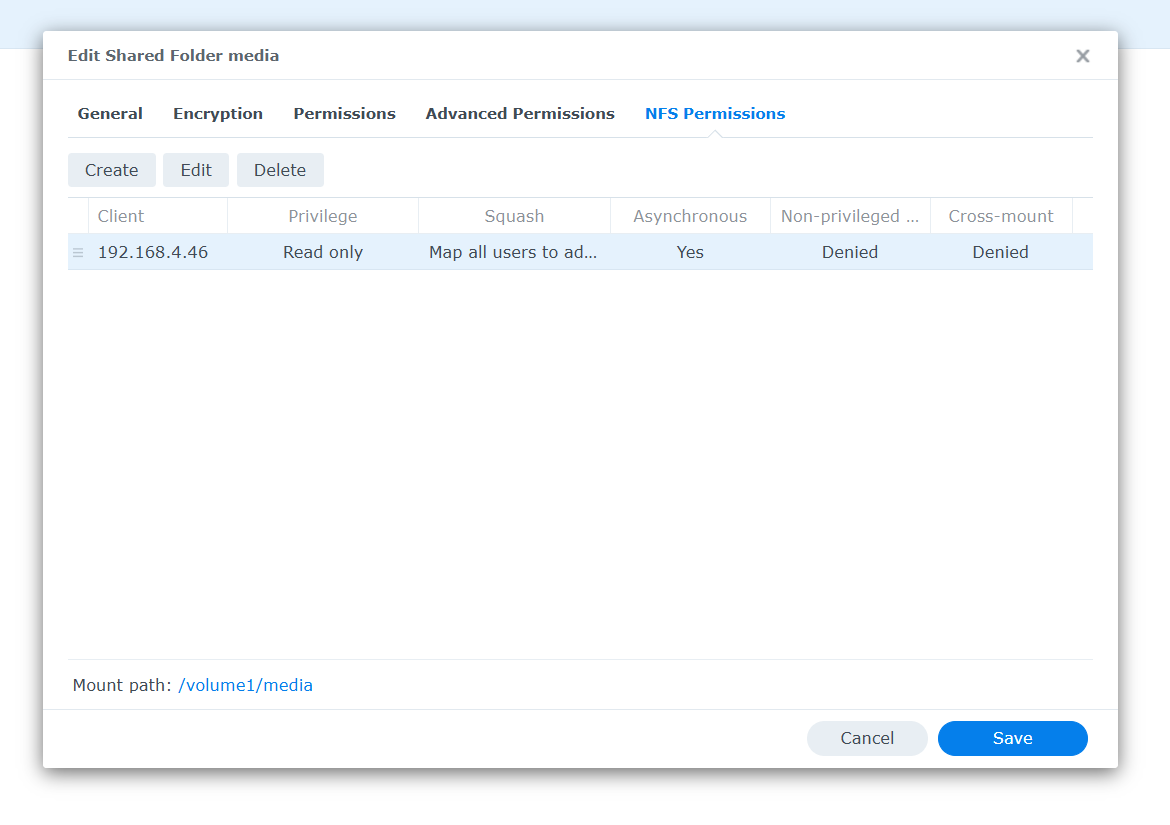 Edit Shared Folder media
General Encryption Permissions Advanced Permissions NFS Permissions
Create Edit Delete
Client Privilege Squash Asynchronous Non-privileged ... Cross-mount
192.168.4.46 Read only Map all users to ad... Yes Denied Denied
Mount path: /volume1/media
Cancel Save